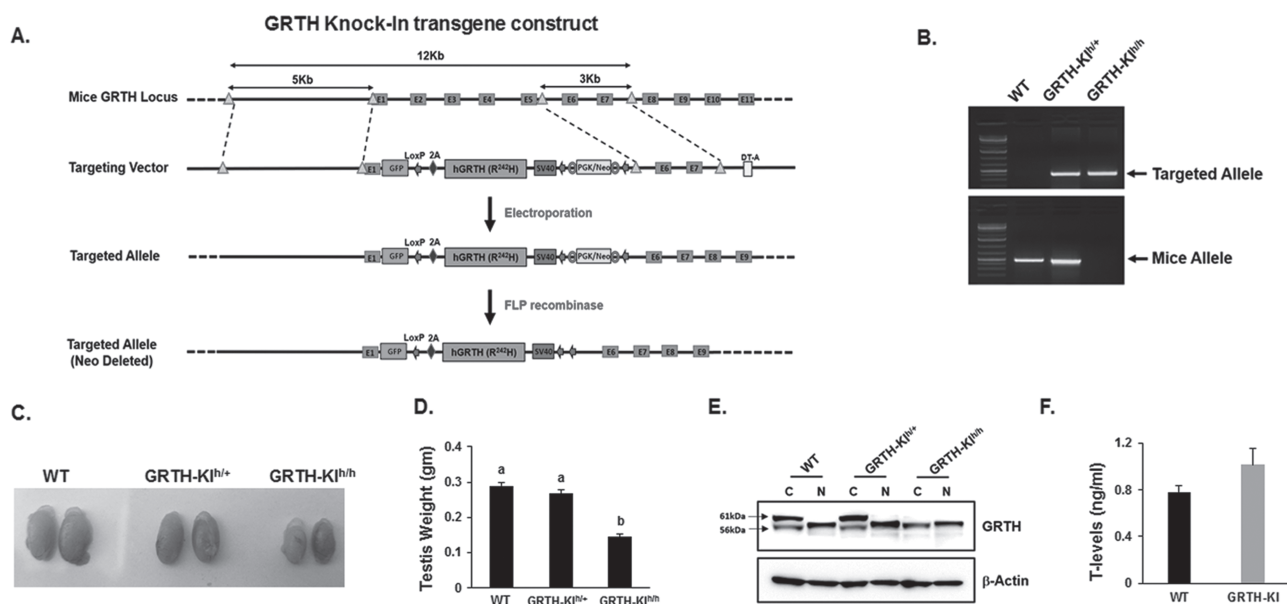 GRTH Knock-In transgene construct
A.
12Kb
5Kb
3Kb
Mice GRTH Locus
E1 E2 E3 E4 E5 E6 E7 E8 E9 E10 E11
Targeting Vector
LoxP 2A
DT-A
E1 GFP hGRTH (R²⁴²H) SV40 PGK/Neo E6 E7
Electroporation
Targeted Allele
LoxP 2A
E1 GFP hGRTH (R²⁴²H) SV40 PGK/Neo E6 E7 E8 E9
FLP recombinase
Targeted Allele
(Neo Deleted)
LoxP 2A
E1 GFP hGRTH (R²⁴²H) SV40 E6 E7 E8 E9
B.
WT GRTH-KIʰ/⁺ GRTH-KIʰ/ʰ
Targeted Allele
Mice Allele
C.
WT GRTH-KIʰ/⁺ GRTH-KIʰ/ʰ
D.
Testis Weight (gm)
0.4
0.3
0.2
0.1
0
a a b
WT GRTH-KIʰ/⁺ GRTH-KIʰ/ʰ
E.
WT GRTH-KIʰ/⁺ GRTH-KIʰ/ʰ
C N C N C N
61kDa
56kDa
GRTH
β-Actin
F.
T-levels (ng/ml)
1.2
0.8
0.4
0
WT GRTH-KI